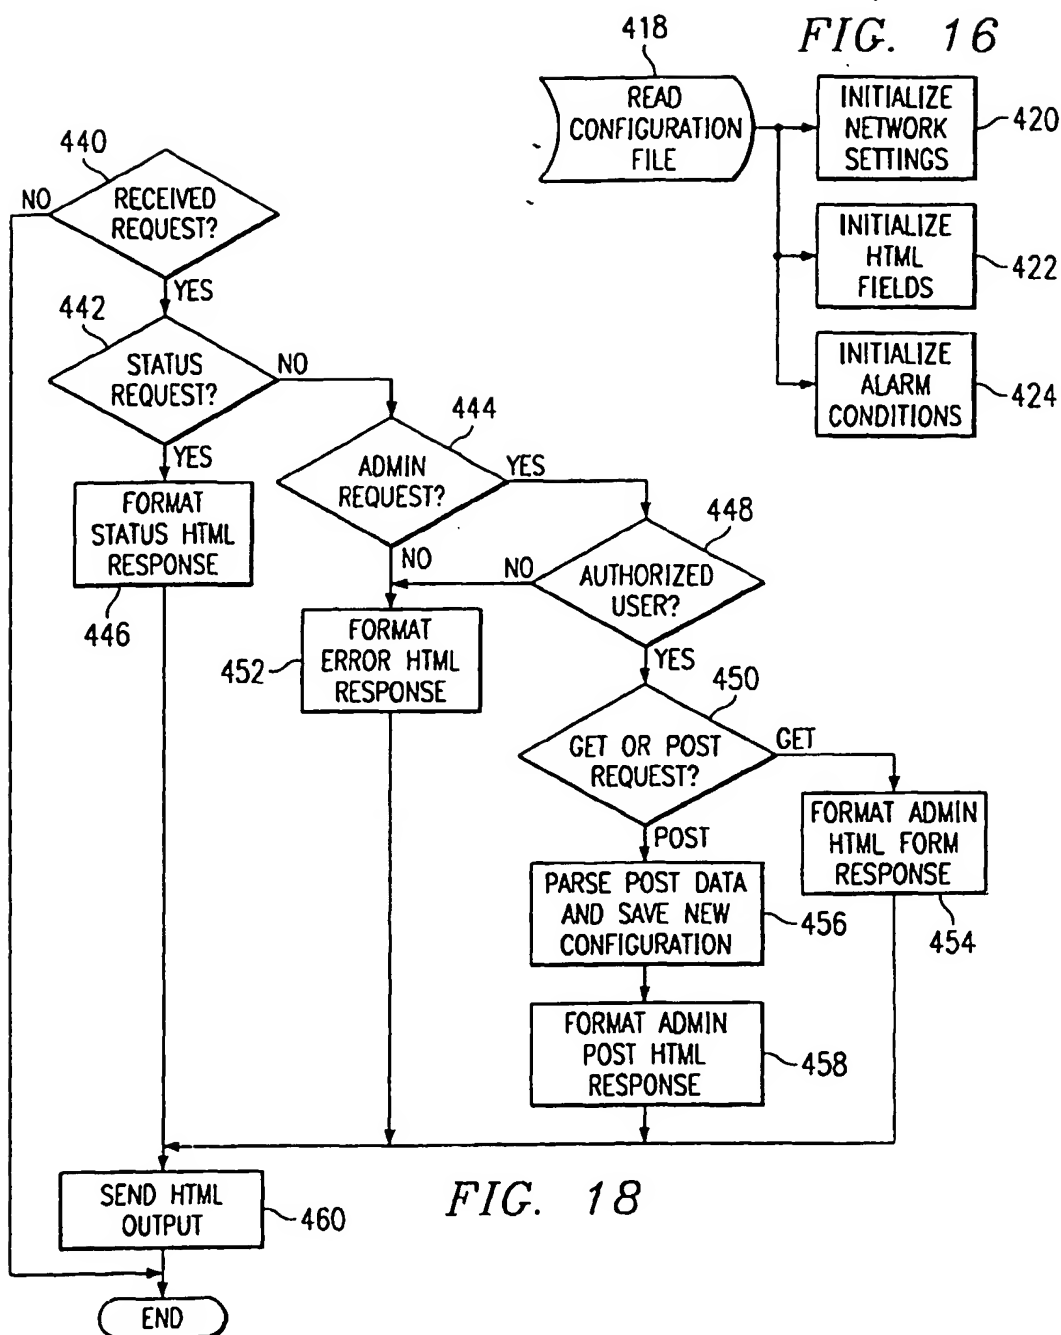 FIG. 16
418
READ
CONFIGURATION
FILE
INITIALIZE
NETWORK
SETTINGS
420
INITIALIZE
HTML
FIELDS
422
INITIALIZE
ALARM
CONDITIONS
424
440
NO
RECEIVED
REQUEST?
YES
442
STATUS
REQUEST?
NO
YES
444
ADMIN
REQUEST?
YES
NO
FORMAT
STATUS HTML
RESPONSE
446
448
AUTHORIZED
USER?
NO
YES
FORMAT
ERROR HTML
RESPONSE
452
450
GET OR POST
REQUEST?
GET
POST
FORMAT ADMIN
HTML FORM
RESPONSE
454
PARSE POST DATA
AND SAVE NEW
CONFIGURATION
456
FORMAT ADMIN
POST HTML
RESPONSE
458
SEND HTML
OUTPUT
460
FIG. 18
END